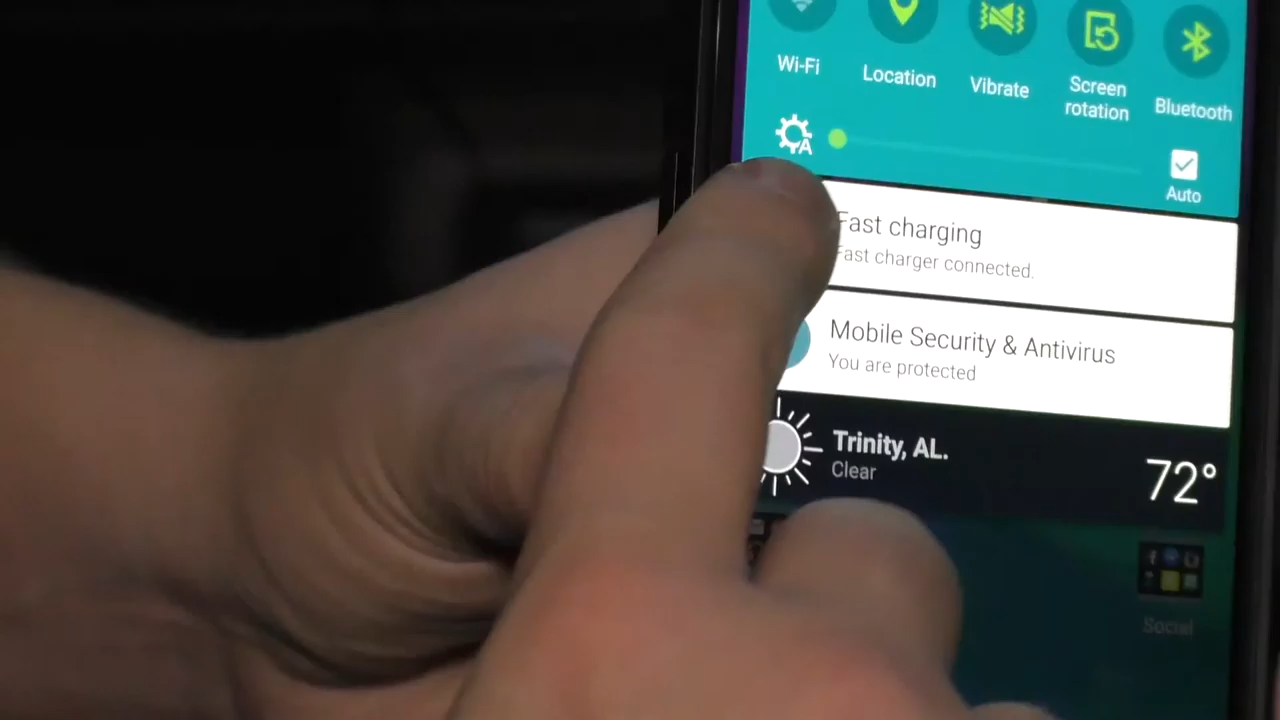 Wi-Fi
Location
Vibrate
Screen
rotation
Bluetooth
A
Auto
Fast charging
Fast charger connected.
Mobile Security & Antivirus
You are protected
Trinity, AL.
Clear
72°
Social